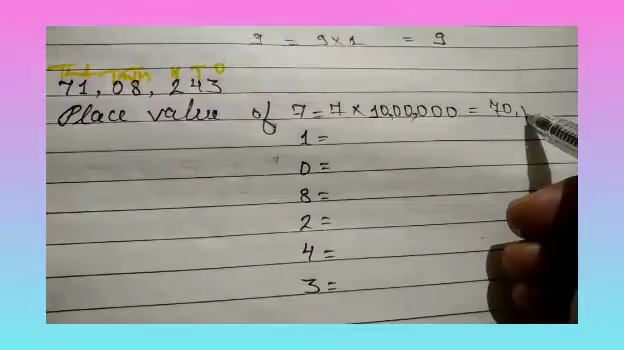 9 = 9×1 = 9
H T O
71, 08, 243
Place value of 7 = 7 × 10,00,000 = 70,
1 =
0 =
8 =
2 =
4 =
3 =